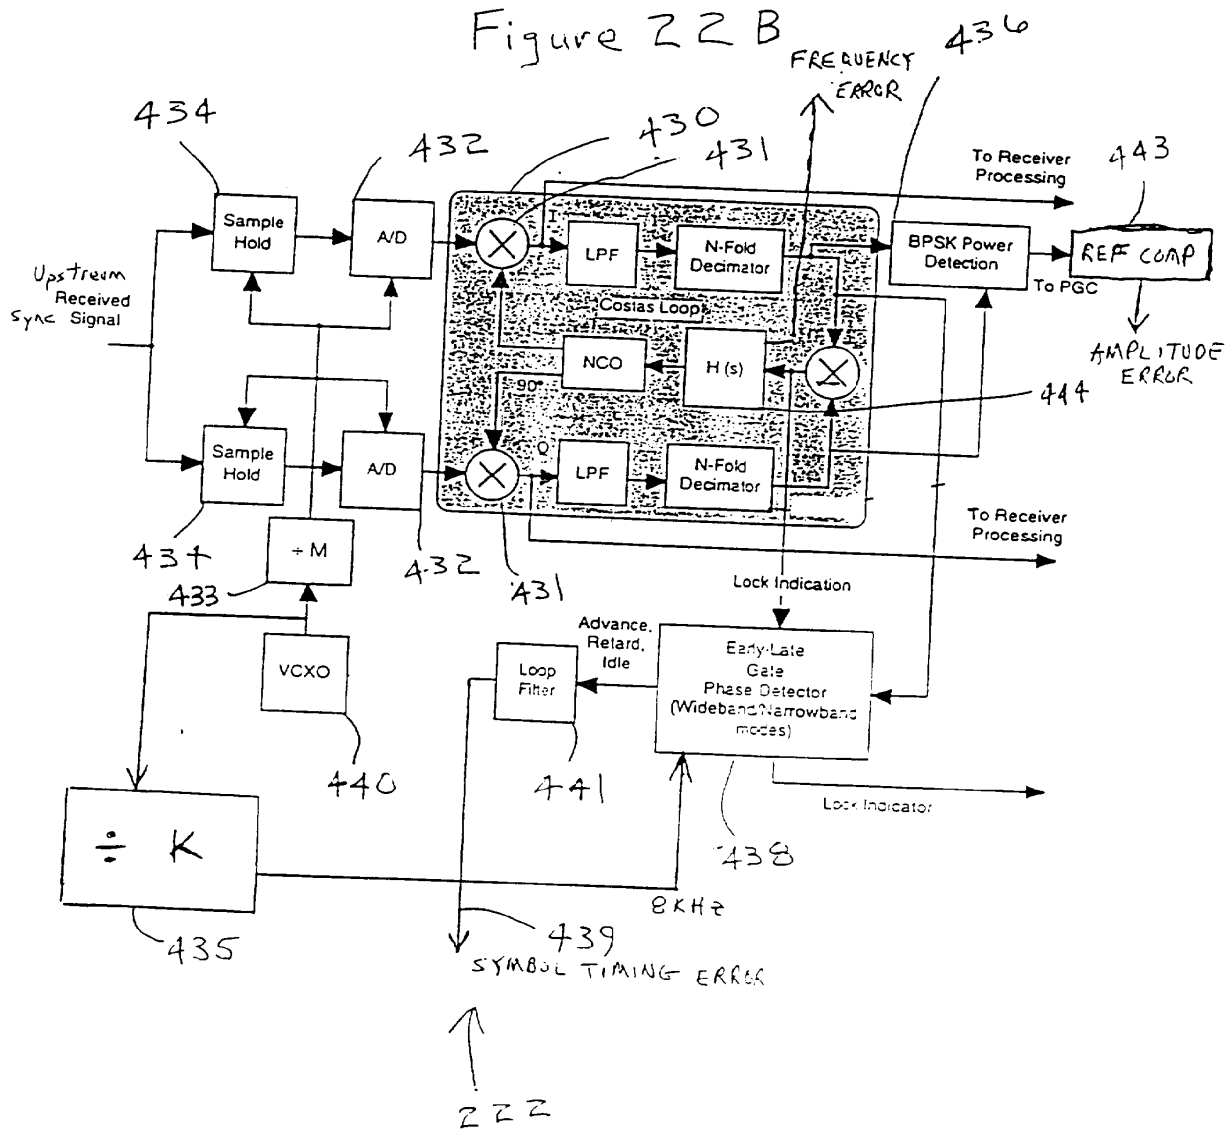 Figure 22B
436
FREQUENCY
ERROR
434
432
430
431
443
To Receiver
Processing
Sample
Hold
A/D
I
LPF
N-Fold
Decimator
BPSK Power
Detection
REF COMP
To PGC
Upstream
Received
Sync Signal
Costas Loop
NCO
H (s)
90°
AMPLITUDE
ERROR
444
Sample
Hold
A/D
Q
LPF
N-Fold
Decimator
To Receiver
Processing
434
÷ M
432
431
433
Lock Indication
VCXO
Advance,
Retard,
Idle
Loop
Filter
Early-Late
Gate
Phase Detector
(Wideband/Narrowband
modes)
440
441
Lock Indicator
÷ K
438
8KHz
435
439
SYMBOL TIMING ERROR
222